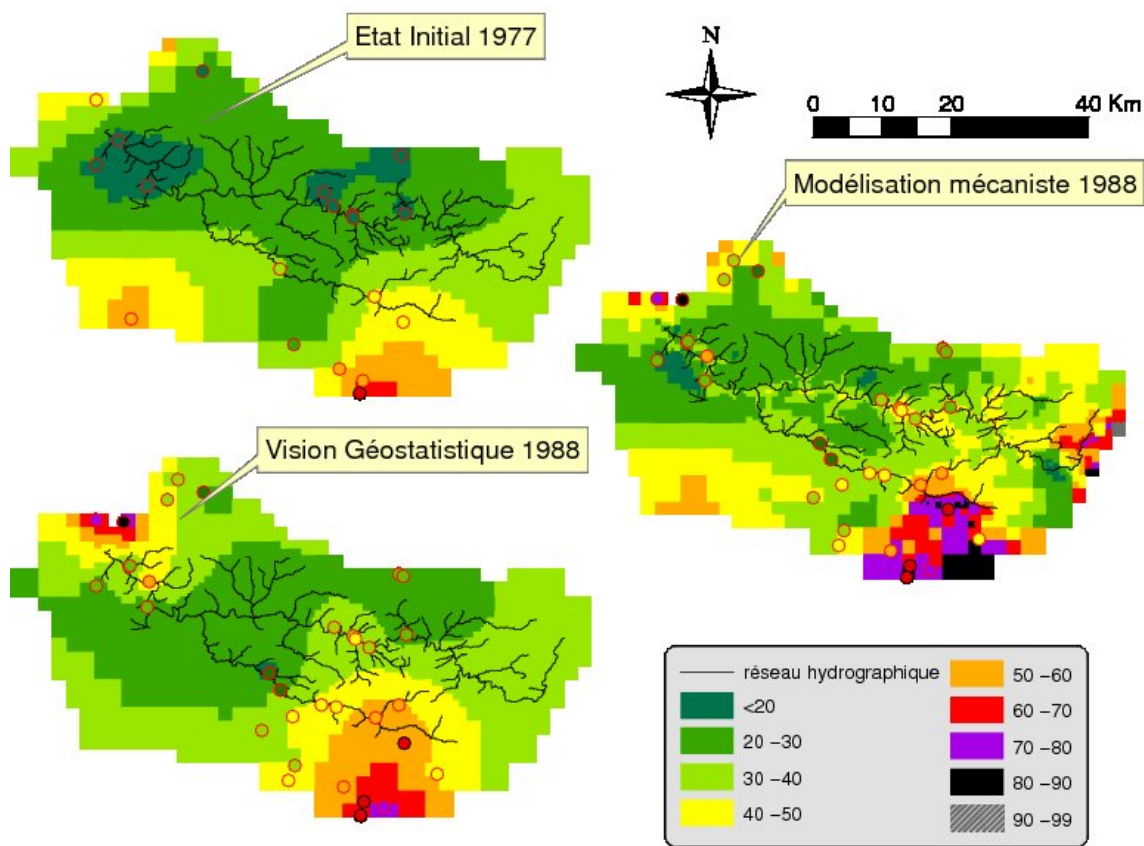 Etat Initial 1977
N
0 10 20 40 Km
Modélisation mécaniste 1988
Vision Géostatistique 1988
réseau hydrographique
<20
20 –30
30 –40
40 –50
50 –60
60 –70
70 –80
80 –90
90 –99